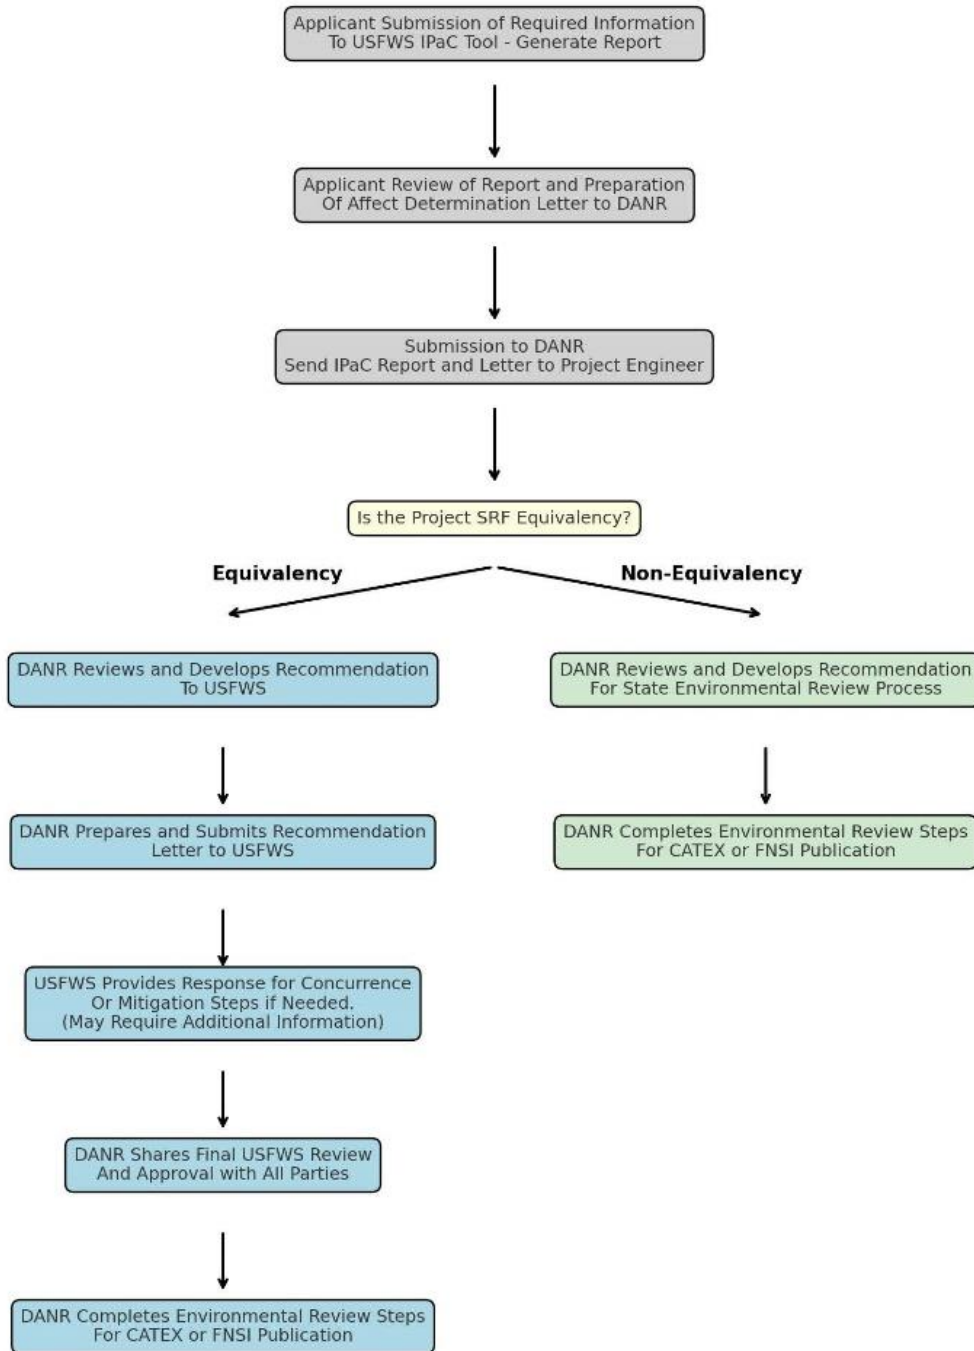 Applicant Submission of Required Information
To USFWS IPaC Tool - Generate Report
Applicant Review of Report and Preparation
Of Affect Determination Letter to DANR
Submission to DANR
Send IPaC Report and Letter to Project Engineer
Is the Project SRF Equivalency?
Equivalency
Non-Equivalency
DANR Reviews and Develops Recommendation
To USFWS
DANR Reviews and Develops Recommendation
For State Environmental Review Process
DANR Prepares and Submits Recommendation
Letter to USFWS
DANR Completes Environmental Review Steps
For CATEX or FNSI Publication
USFWS Provides Response for Concurrence
Or Mitigation Steps if Needed.
(May Require Additional Information)
DANR Shares Final USFWS Review
And Approval with All Parties
DANR Completes Environmental Review Steps
For CATEX or FNSI Publication